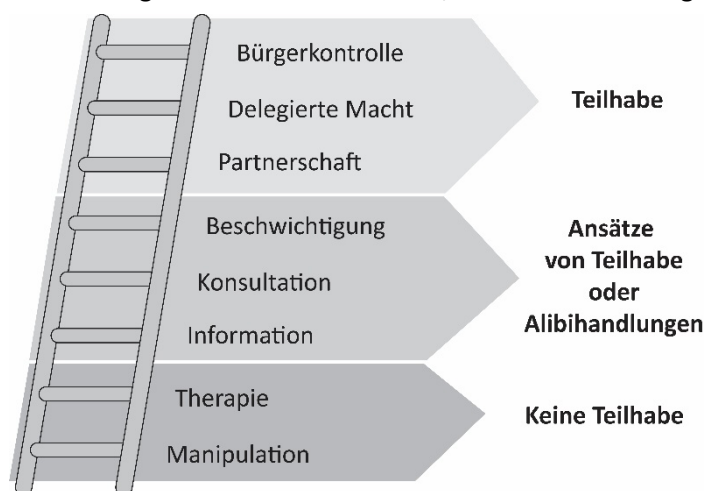 Bürgerkontrolle
Delegierte Macht
Partnerschaft
Teilhabe
Beschwichtigung
Konsultation
Information
Ansätze
von Teilhabe
oder
Alibihandlungen
Therapie
Manipulation
Keine Teilhabe